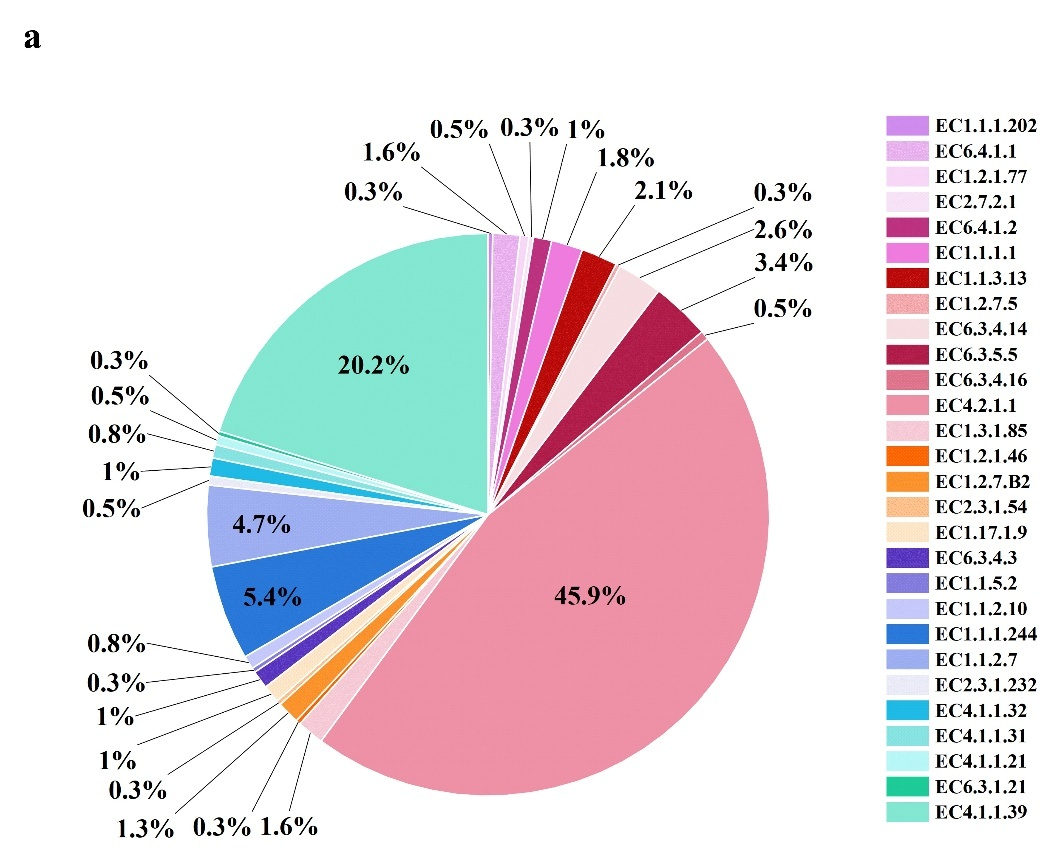 a
0.5% 0.3% 1%
1.6% 1.8%
0.3% 2.1% 0.3%
2.6%
3.4%
0.5%
20.2%
0.3%
0.5%
0.8%
1%
0.5%
4.7%
5.4%
45.9%
0.8%
0.3%
1%
1%
0.3%
1.3% 0.3% 1.6%
EC1.1.1.202
EC6.4.1.1
EC1.2.1.77
EC2.7.2.1
EC6.4.1.2
EC1.1.1.1
EC1.1.3.13
EC1.2.7.5
EC6.3.4.14
EC6.3.5.5
EC6.3.4.16
EC4.2.1.1
EC1.3.1.85
EC1.2.1.46
EC1.2.7.B2
EC2.3.1.54
EC1.17.1.9
EC6.3.4.3
EC1.1.5.2
EC1.1.2.10
EC1.1.1.244
EC1.1.2.7
EC2.3.1.232
EC4.1.1.32
EC4.1.1.31
EC4.1.1.21
EC6.3.1.21
EC4.1.1.39